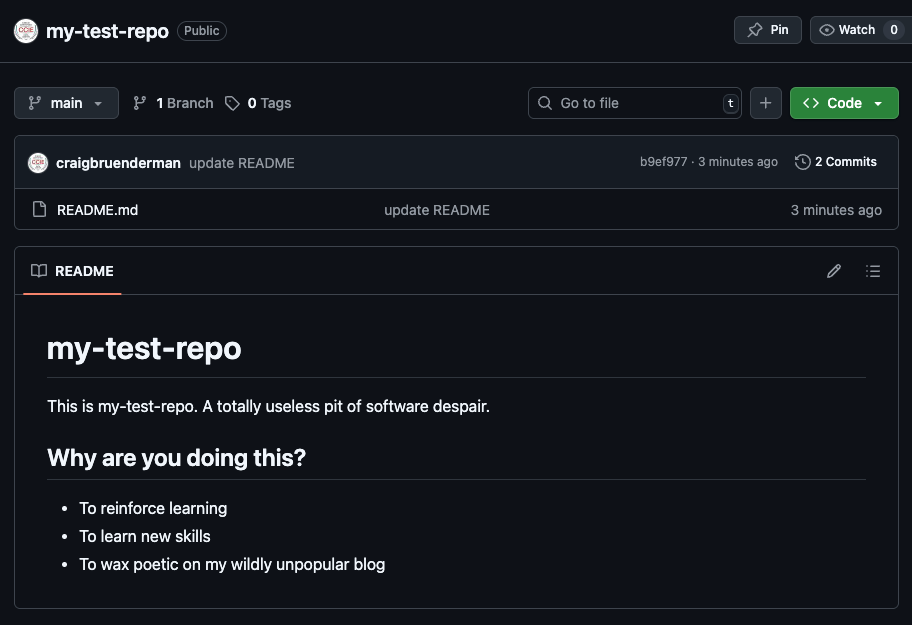 my-test-repo Public Pin Watch 0
main 1 Branch 0 Tags Go to file t Code
CCIE craigbruenderman update README b9ef977 · 3 minutes ago 2 Commits
README.md update README 3 minutes ago
README
my-test-repo
This is my-test-repo. A totally useless pit of software despair.
Why are you doing this?
• To reinforce learning
• To learn new skills
• To wax poetic on my wildly unpopular blog